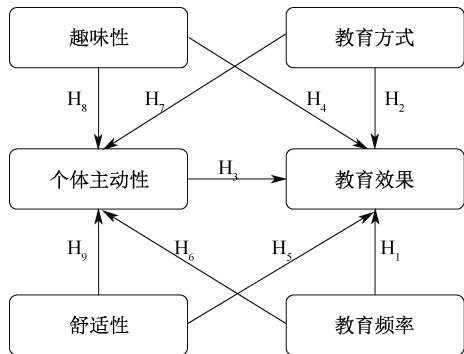 趣味性 教育方式
H₈ H₇ H₄ H₂
个体主动性 H₃ 教育效果
H₉ H₆ H₅ H₁
舒适性 教育频率